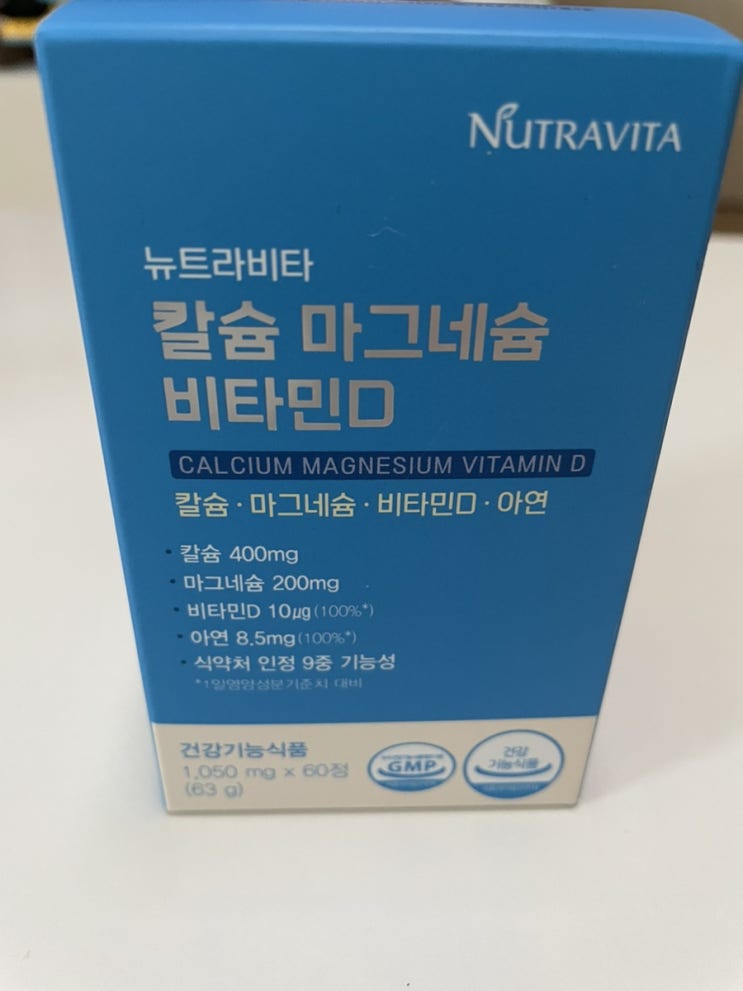 NUTRAVITA
뉴트라비타
칼슘 마그네슘
비타민D
CALCIUM MAGNESIUM VITAMIN D
칼슘·마그네슘·비타민D·아연
· 칼슘 400mg
· 마그네슘 200mg
· 비타민D 10㎍(100%*)
· 아연 8.5mg(100%*)
· 식약처 인정 9중 기능성
*1일영양성분기준치 대비
건강기능식품
1,050 mg x 60정
(63 g)
GMP
건강
기능식품